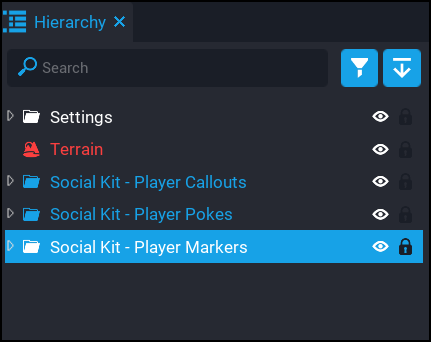 Hierarchy
Search
Settings
Terrain
Social Kit - Player Callouts
Social Kit - Player Pokes
Social Kit - Player Markers